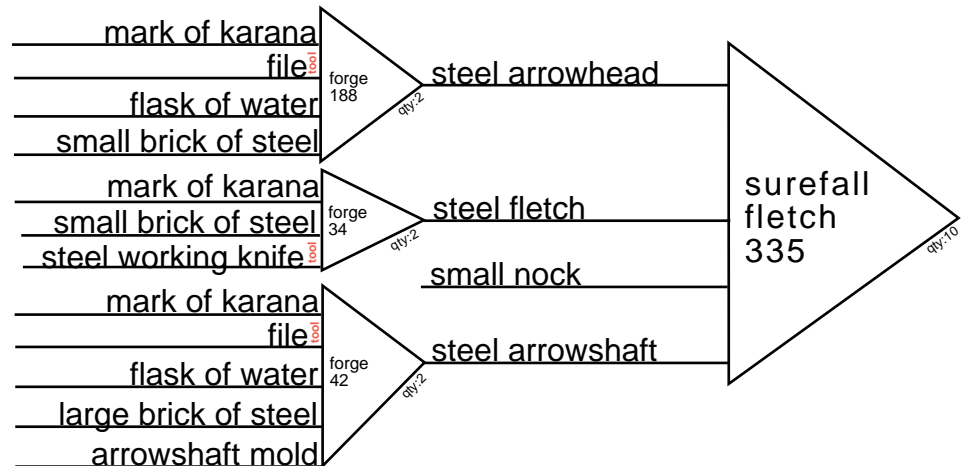 mark of karana
file tool
flask of water
small brick of steel
forge
188
qty:2
steel arrowhead
mark of karana
small brick of steel
steel working knife tool
forge
34
qty:2
steel fletch
small nock
mark of karana
file tool
flask of water
large brick of steel
arrowshaft mold
forge
42
qty:2
steel arrowshaft
surefall
fletch
335
qty:10